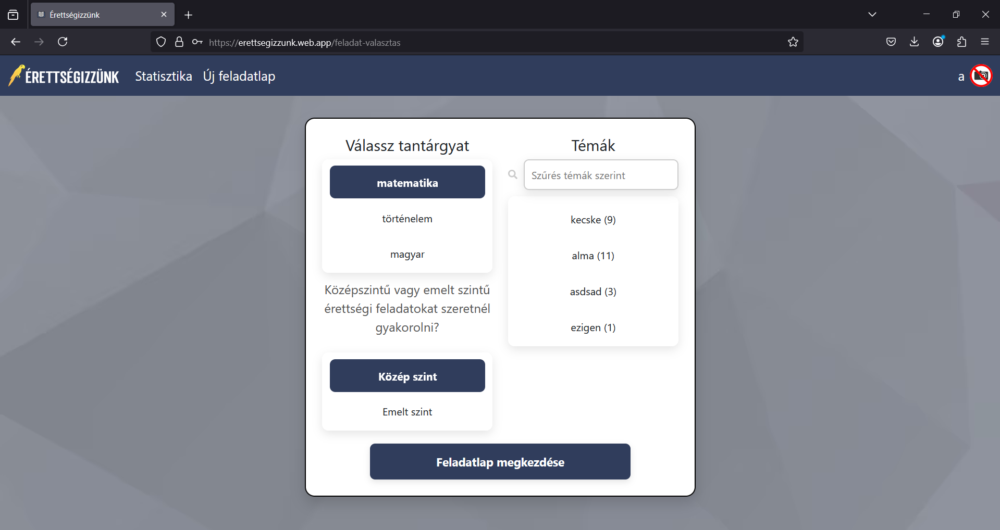 Érettségizzünk
https://erettsegizzunk.web.app/feladat-valasztas
ÉRETTSÉGIZZÜNK
Statisztika
Új feladatlap
a
Válassz tantárgyat
matematika
történelem
magyar
Középszintű vagy emelt szintű
érettségi feladatokat szeretnél
gyakorolni?
Közép szint
Emelt szint
Témák
Szűrés témák szerint
kecske (9)
alma (11)
asdsad (3)
ezigen (1)
Feladatlap megkezdése